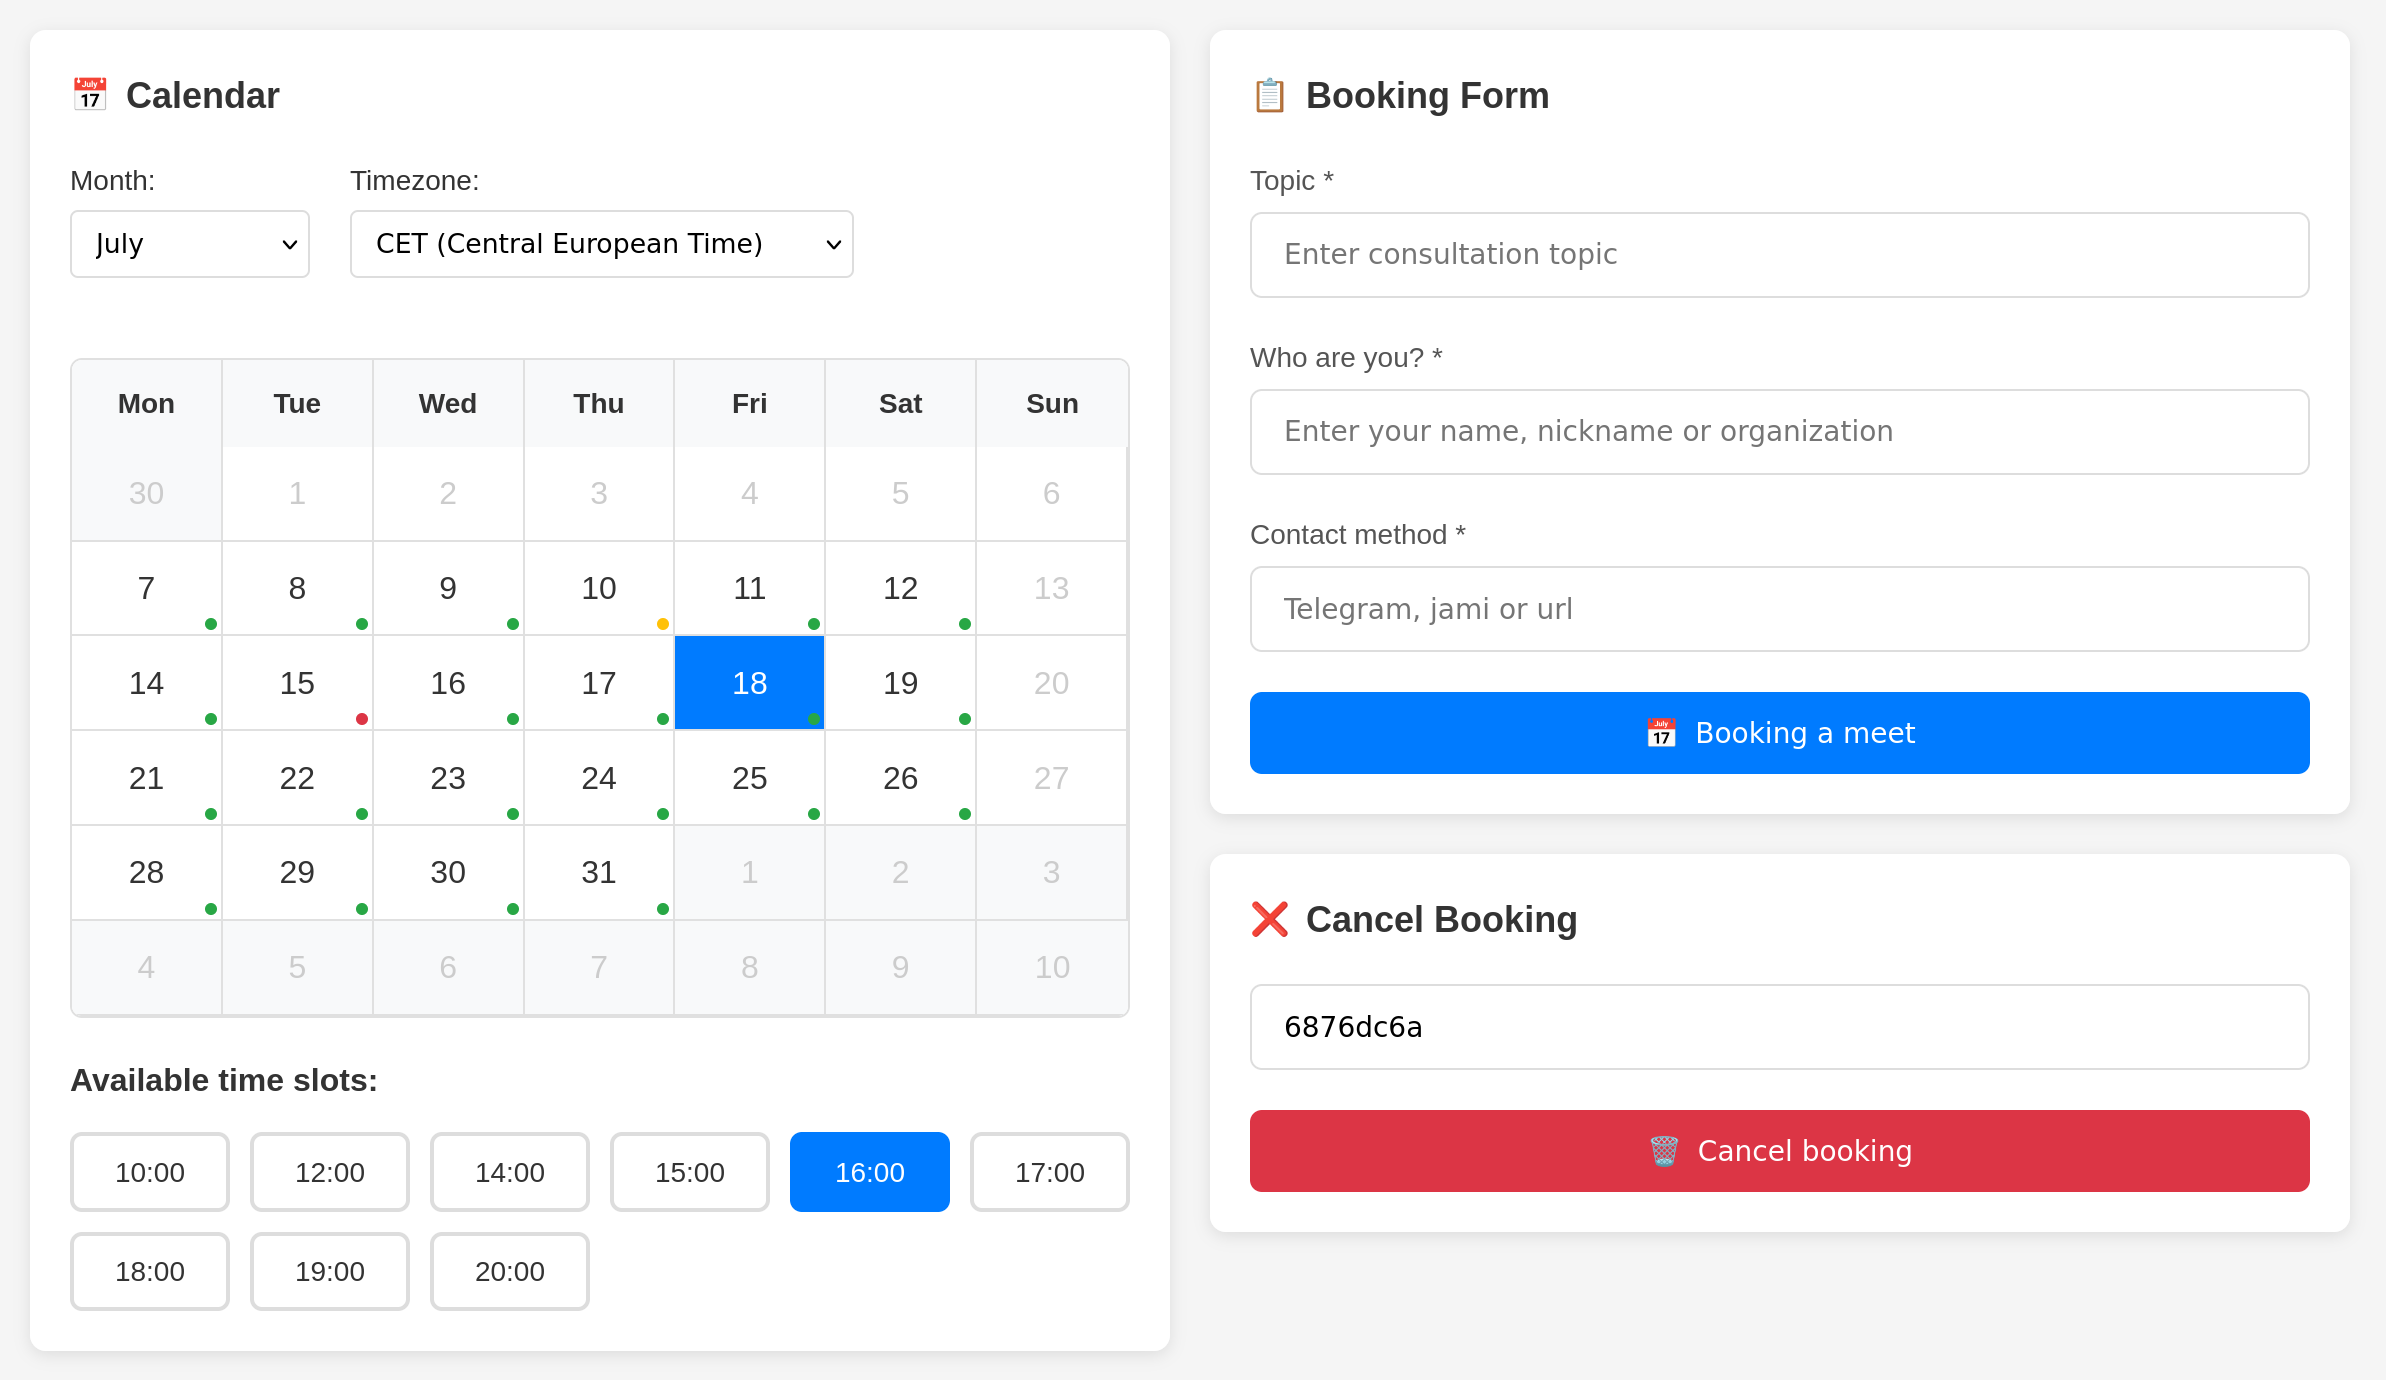 📅 Calendar
Month:
Timezone:
July
CET (Central European Time)
Mon Tue Wed Thu Fri Sat Sun
30 1 2 3 4 5 6
7 8 9 10 11 12 13
14 15 16 17 18 19 20
21 22 23 24 25 26 27
28 29 30 31 1 2 3
4 5 6 7 8 9 10
Available time slots:
10:00 12:00 14:00 15:00 16:00 17:00
18:00 19:00 20:00
📋 Booking Form
Topic *
Enter consultation topic
Who are you? *
Enter your name, nickname or organization
Contact method *
Telegram, jami or url
📅 Booking a meet
❌ Cancel Booking
6876dc6a
🗑️ Cancel booking